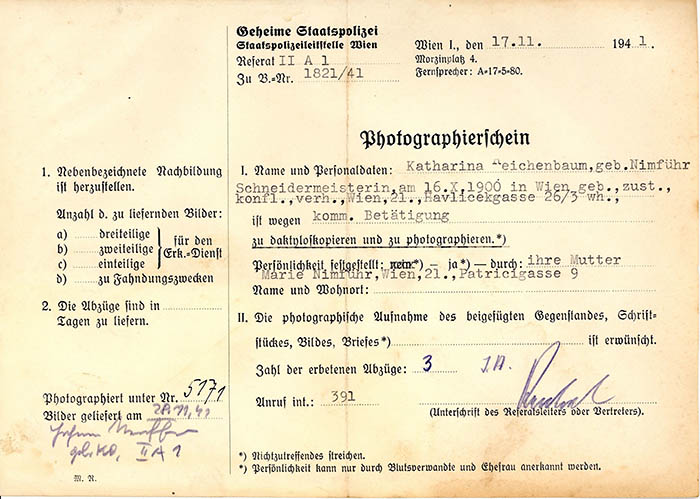 Geheime Staatspolizei
Staatspolizeileitstelle Wien
Referat II A 1
Zu B.-Nr. 1821/41
Wien I., den 17.11. 1941.
Morzinplatz 4.
Fernsprecher: A=17=5=80.
Photographierschein
1. Nebenbezeichnete Nachbildung
ist herzustellen.
Anzahl d. zu liefernden Bilder:
a) dreiteilige
b) zweiteilige
c) einteilige
für den
Erk.=Dienst
d) zu Fahndungszwecken
2. Die Abzüge sind in
Tagen zu liefern.
Photographiert unter Nr. 5171
Bilder geliefert am
II A 1
M. R.
I. Name und Personaldaten: Katharina Reichenbaum, geb.Nimführ
Schneidermeisterin,am 16.X.1906 in Wien geb.,zust.,
konfl.,verh.,Wien,21.,Havlicekgasse 26/3 wh.,
ist wegen komm. Betätigung
zu daktyloskopieren und zu photographieren.*)
Persönlichkeit festgestellt: nein*) — ja*) — durch: ihre Mutter
Marie Nimführ,Wien,21.,Patricigasse 9
Name und Wohnort:
II. Die photographische Aufnahme des beigefügten Gegenstandes, Schrift-
stückes, Bildes, Briefes*) ist erwünscht.
Zahl der erbetenen Abzüge: 3 I.A.
Anruf int.: 391
(Unterschrift des Referatsleiters oder Vertreters).
*) Nichtzutreffendes streichen.
*) Persönlichkeit kann nur durch Blutsverwandte und Ehefrau anerkannt werden.